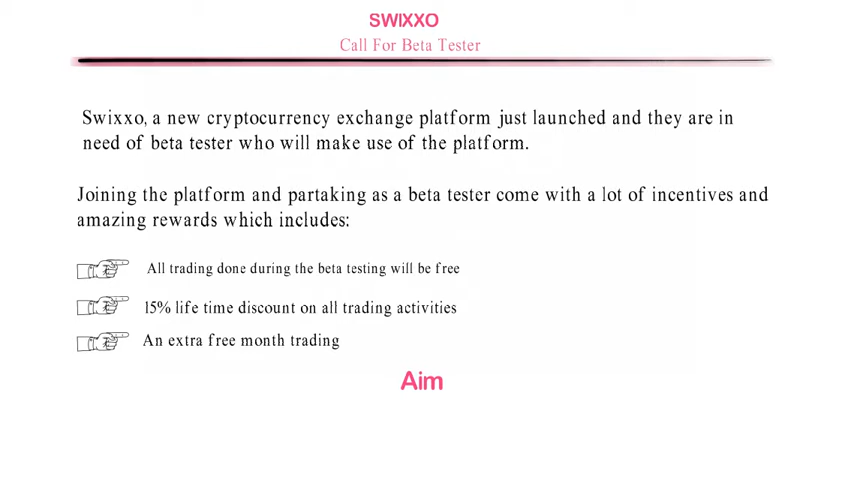 SWIXXO
Call For Beta Tester
Swixxo, a new cryptocurrency exchange platform just launched and they are in
need of beta tester who will make use of the platform.
Joining the platform and partaking as a beta tester come with a lot of incentives and
amazing rewards which includes:
All trading done during the beta testing will be free
15% life time discount on all trading activities
An extra free month trading
Aim